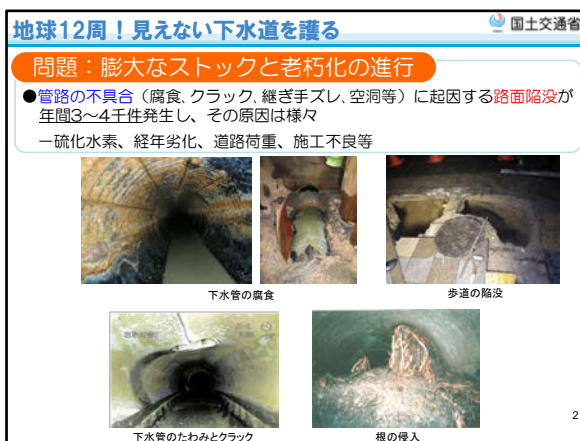 地球12周！見えない下水道を護る
国土交通省
問題：膨大なストックと老朽化の進行
●管路の不具合（腐食、クラック、継ぎ手ズレ、空洞等）に起因する路面陥没が
年間3～4千件発生し、その原因は様々
－硫化水素、経年劣化、道路荷重、施工不良等
下水管の腐食
歩道の陥没
下水管のたわみとクラック
根の侵入
2